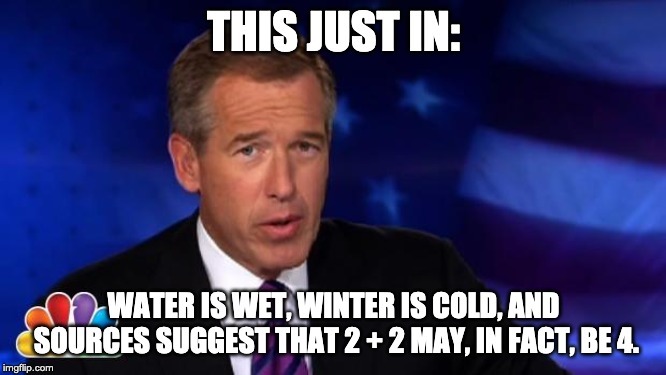 THIS JUST IN:
WATER IS WET, WINTER IS COLD, AND
SOURCES SUGGEST THAT 2 + 2 MAY, IN FACT, BE 4.
imgflip.com